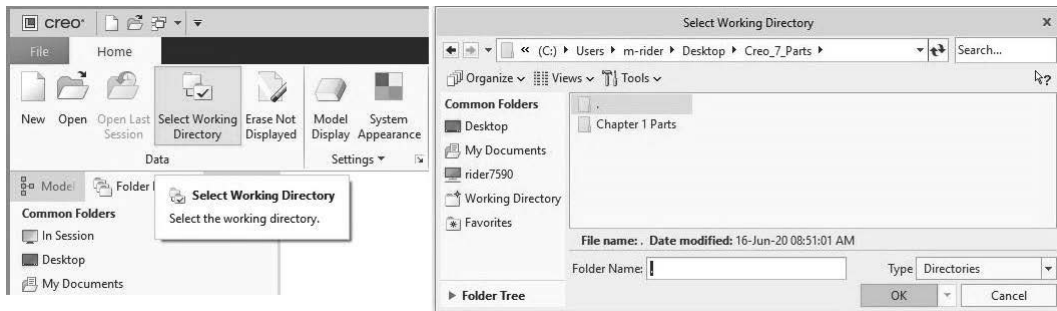 creo®
File Home
New Open Open Last Session Select Working Directory Erase Not Displayed Model Display System Appearance
Data Settings
Model Folder
Select Working Directory
Select the working directory.
Common Folders
In Session
Desktop
My Documents
Select Working Directory x
« (C:) Users m-rider Desktop Creo_7_Parts Search...
Organize Views Tools
Common Folders
Desktop
My Documents
rider7590
Working Directory
Favorites
Folder Tree
.
Chapter 1 Parts
File name: . Date modified: 16-Jun-20 08:51:01 AM
Folder Name: .
Type Directories
OK Cancel